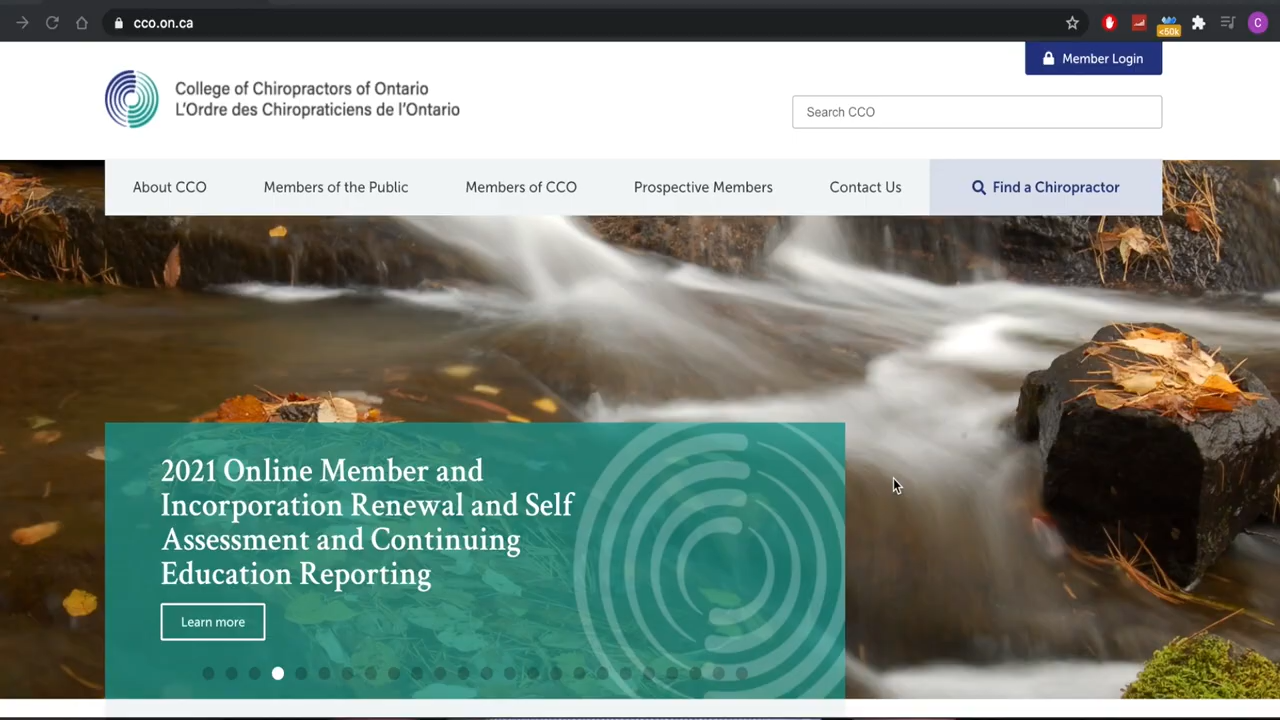 cco.on.ca
<50k
C
Member Login
College of Chiropractors of Ontario
L'Ordre des Chiropraticiens de l'Ontario
Search CCO
About CCO
Members of the Public
Members of CCO
Prospective Members
Contact Us
Find a Chiropractor
2021 Online Member and
Incorporation Renewal and Self
Assessment and Continuing
Education Reporting
Learn more